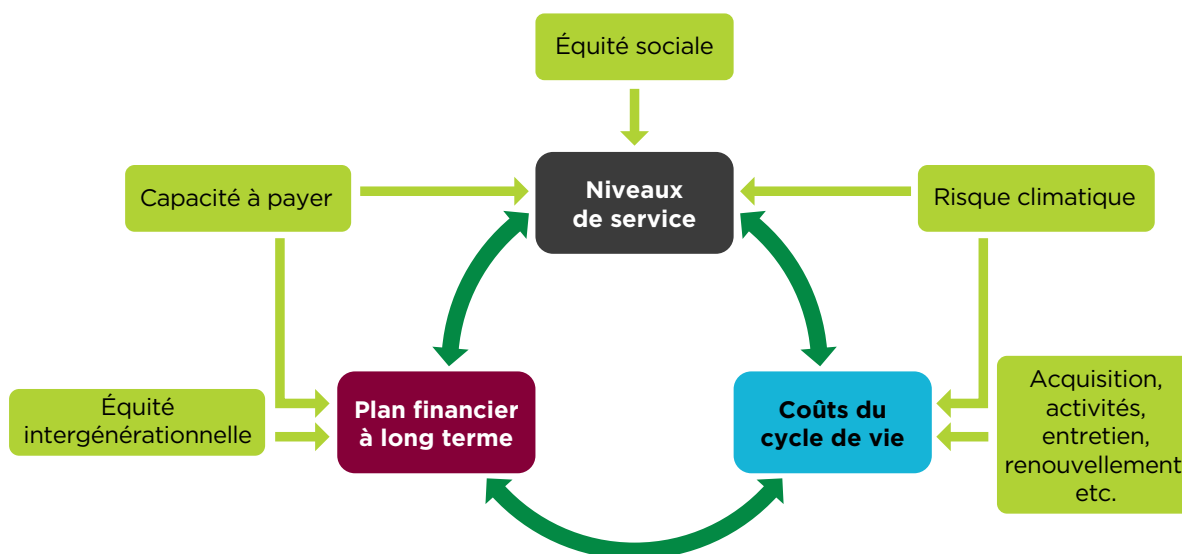 Équité sociale
Capacité à payer
Niveaux
de service
Risque climatique
Équité
intergénérationnelle
Plan financier
à long terme
Coûts du
cycle de vie
Acquisition,
activités,
entretien,
renouvellement
etc.